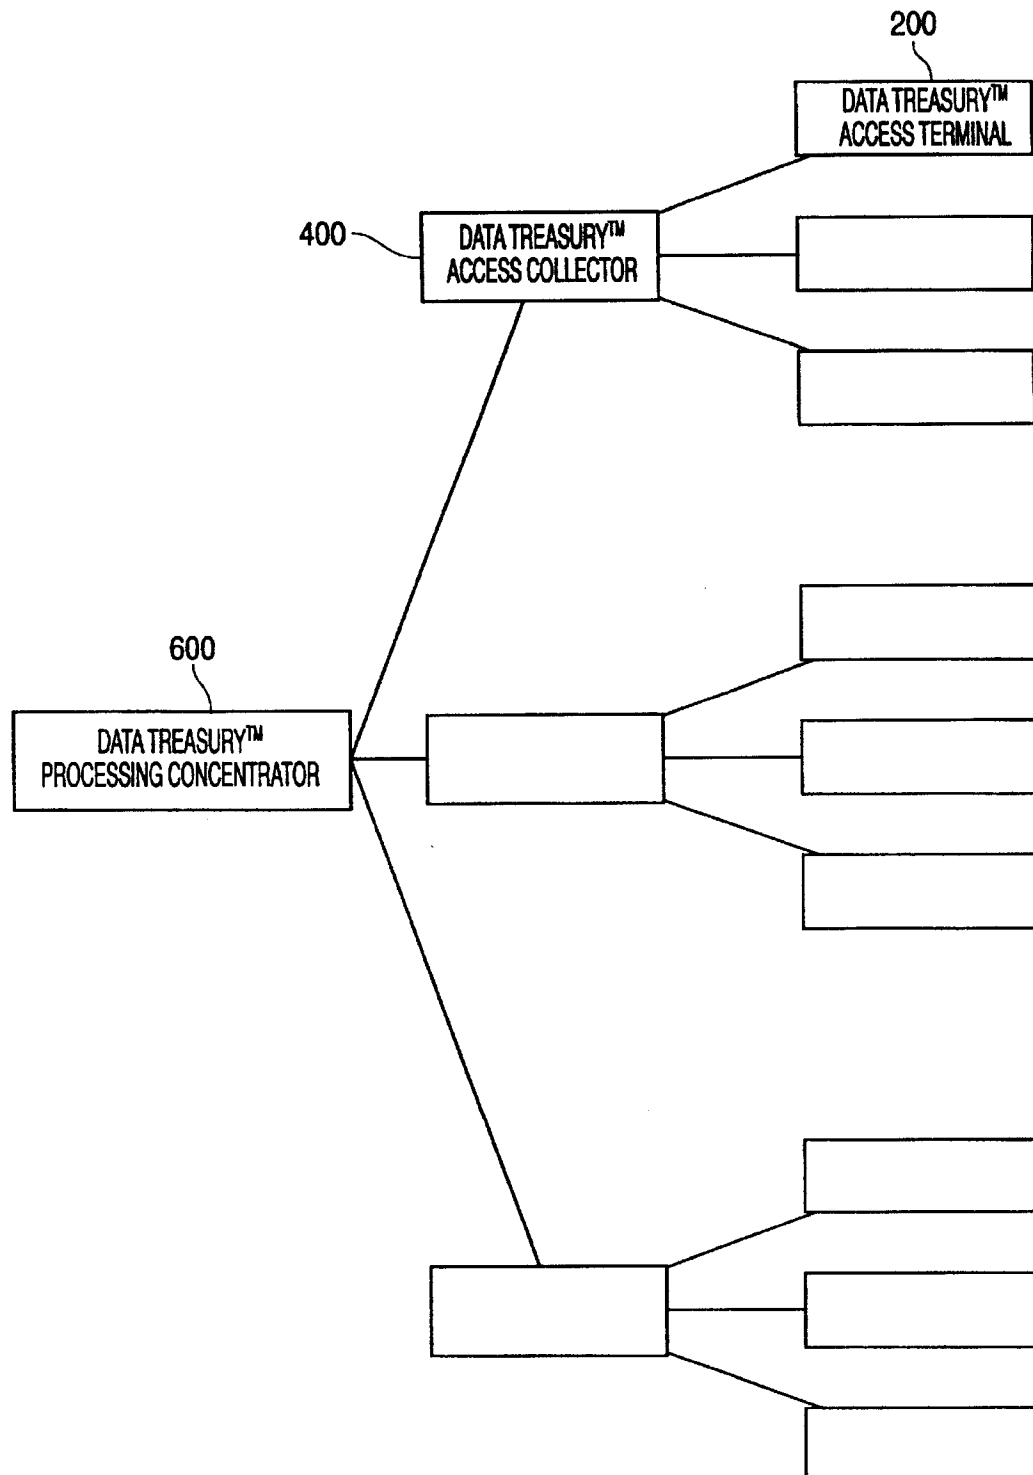 200
DATA TREASURY™
ACCESS TERMINAL
400
DATA TREASURY™
ACCESS COLLECTOR
600
DATA TREASURY™
PROCESSING CONCENTRATOR